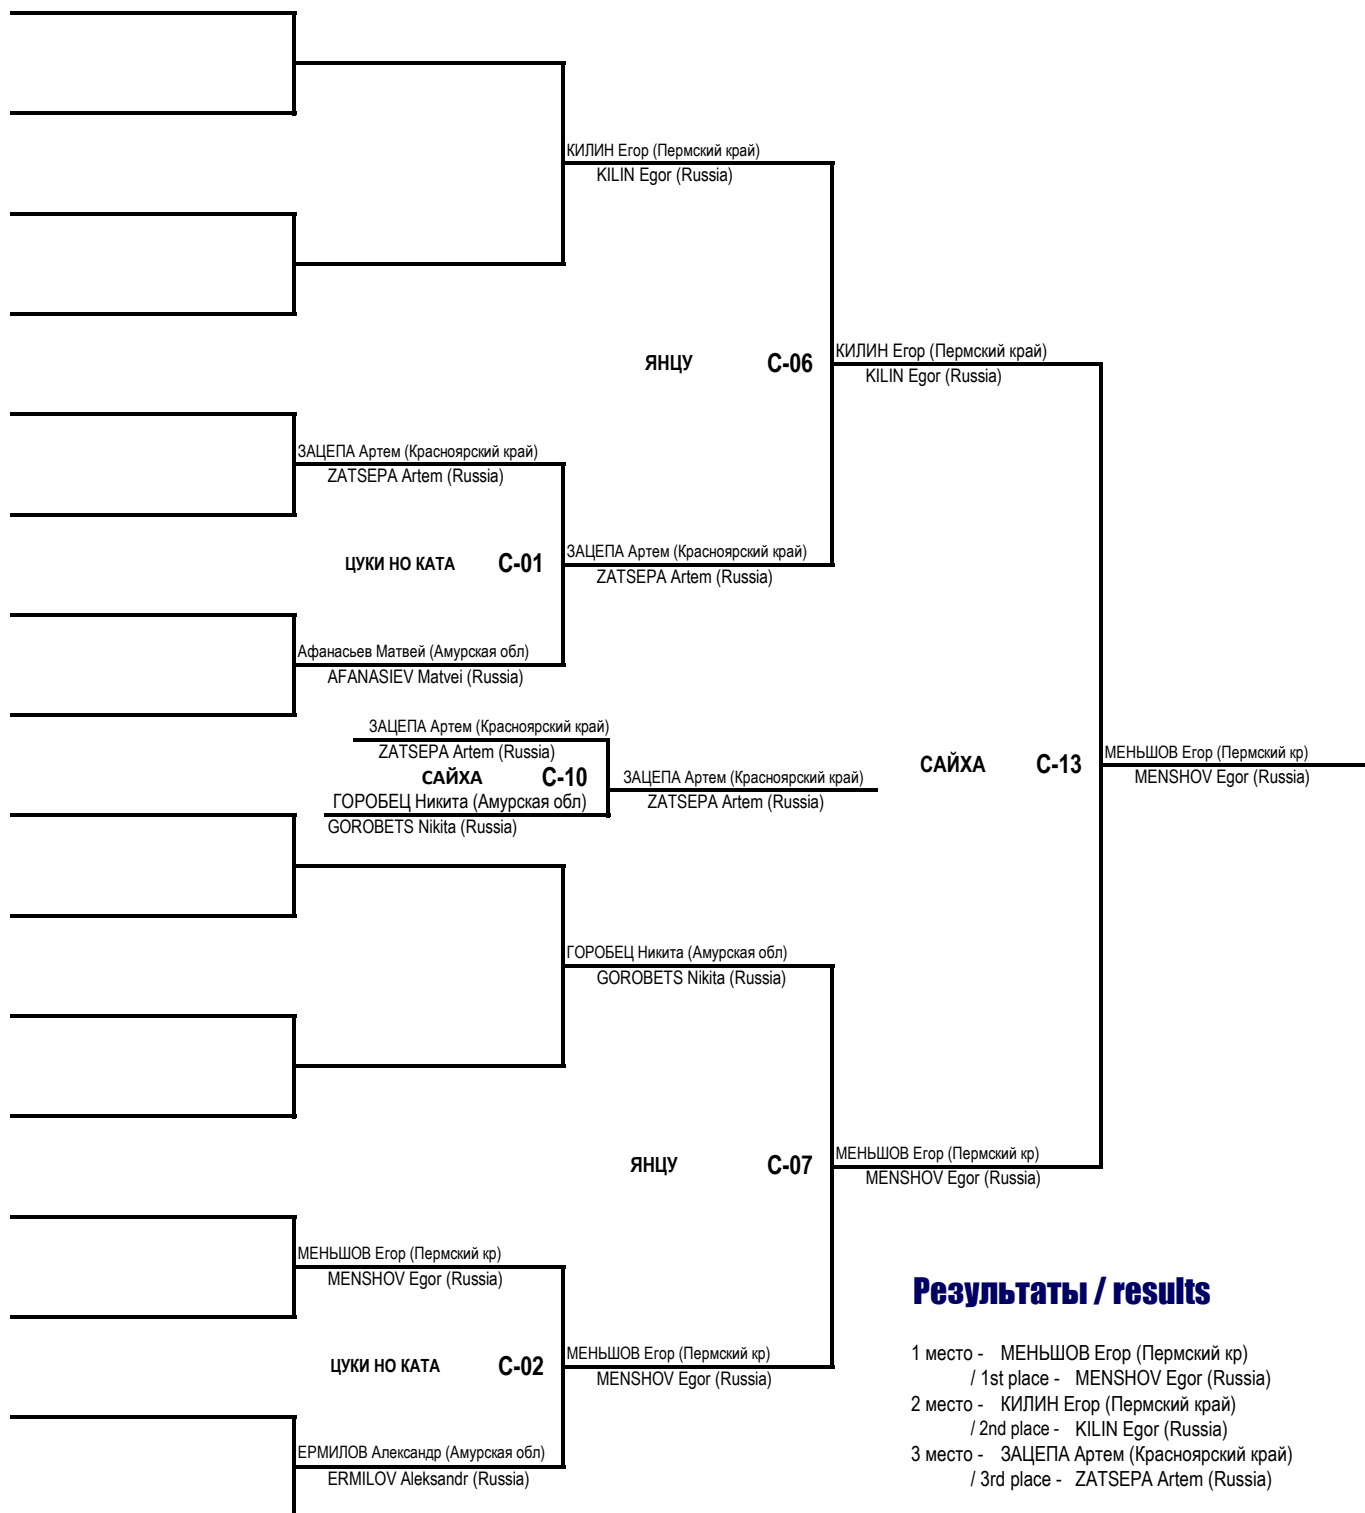 КИЛИН Егор (Пермский край)
KILIN Egor (Russia)
ЯНЦУ C-06
КИЛИН Егор (Пермский край)
KILIN Egor (Russia)
ЗАЦЕПА Артем (Красноярский край)
ZATSEPA Artem (Russia)
ЦУКИ НО КАТА C-01
ЗАЦЕПА Артем (Красноярский край)
ZATSEPA Artem (Russia)
Афанасьев Матвей (Амурская обл)
AFANASIEV Matvei (Russia)
ЗАЦЕПА Артем (Красноярский край)
ZATSEPA Artem (Russia)
САЙХА C-10
ГОРОБЕЦ Никита (Амурская обл)
GOROBETS Nikita (Russia)
ЗАЦЕПА Артем (Красноярский край)
ZATSEPA Artem (Russia)
САЙХА C-13
МЕНЬШОВ Егор (Пермский кр)
MENSHOV Egor (Russia)
ГОРОБЕЦ Никита (Амурская обл)
GOROBETS Nikita (Russia)
ЯНЦУ C-07
МЕНЬШОВ Егор (Пермский кр)
MENSHOV Egor (Russia)
МЕНЬШОВ Егор (Пермский кр)
MENSHOV Egor (Russia)
ЦУКИ НО КАТА C-02
МЕНЬШОВ Егор (Пермский кр)
MENSHOV Egor (Russia)
ЕРМИЛОВ Александр (Амурская обл)
ERMILOV Aleksandr (Russia)
Результаты / results
1 место - МЕНЬШОВ Егор (Пермский кр)
/ 1st place - MENSHOV Egor (Russia)
2 место - КИЛИН Егор (Пермский край)
/ 2nd place - KILIN Egor (Russia)
3 место - ЗАЦЕПА Артем (Красноярский край)
/ 3rd place - ZATSEPA Artem (Russia)